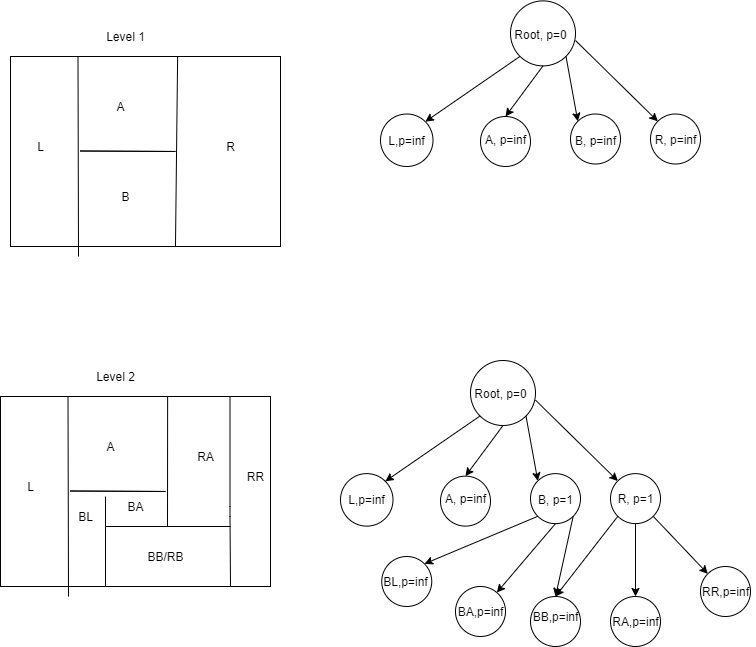 Level 1
L
A
B
R
Root, p=0
L,p=inf
A, p=inf
B, p=inf
R, p=inf
Level 2
L
A
BL
BA
BB/RB
RA
RR
Root, p=0
L,p=inf
A, p=inf
B, p=1
R, p=1
BL,p=inf
BA,p=inf
BB,p=inf
RA,p=inf
RR,p=inf